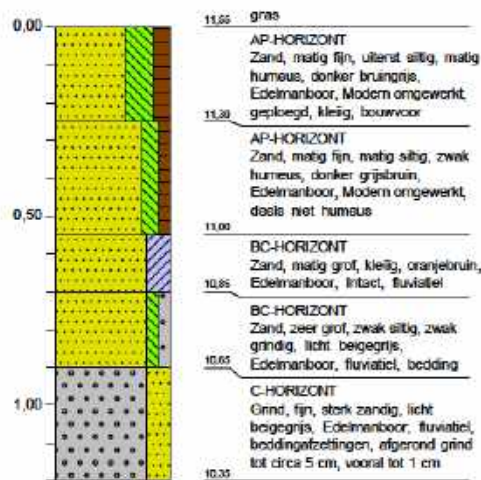 0,00
11,55
gras
AP-HORIZONT
Zand, matig fijn, uiterst siltig, matig
humeus, donker bruingrijs,
Edelmanboor, Modern omgewerkt,
geploegd, kleiig, bouwvoor
11,30
AP-HORIZONT
Zand, matig fijn, matig siltig, zwak
humeus, donker grijsbruin,
Edelmanboor, Modern omgewerkt,
deels niet humeus
0,50
11,00
BC-HORIZONT
Zand, matig grof, kleiig, oranjebruin,
Edelmanboor, Intact, fluviatiel
10,85
BC-HORIZONT
Zand, zeer grof, zwak siltig, zwak
grindig, licht beigegrijs,
Edelmanboor, fluviatiel, bedding
10,65
C-HORIZONT
Grind, fijn, sterk zandig, licht
beigegrijs, Edelmanboor, fluviatiel,
beddingafzettingen, afgerond grind
tot circa 5 cm, vooral tot 1 cm
1,00
10,35